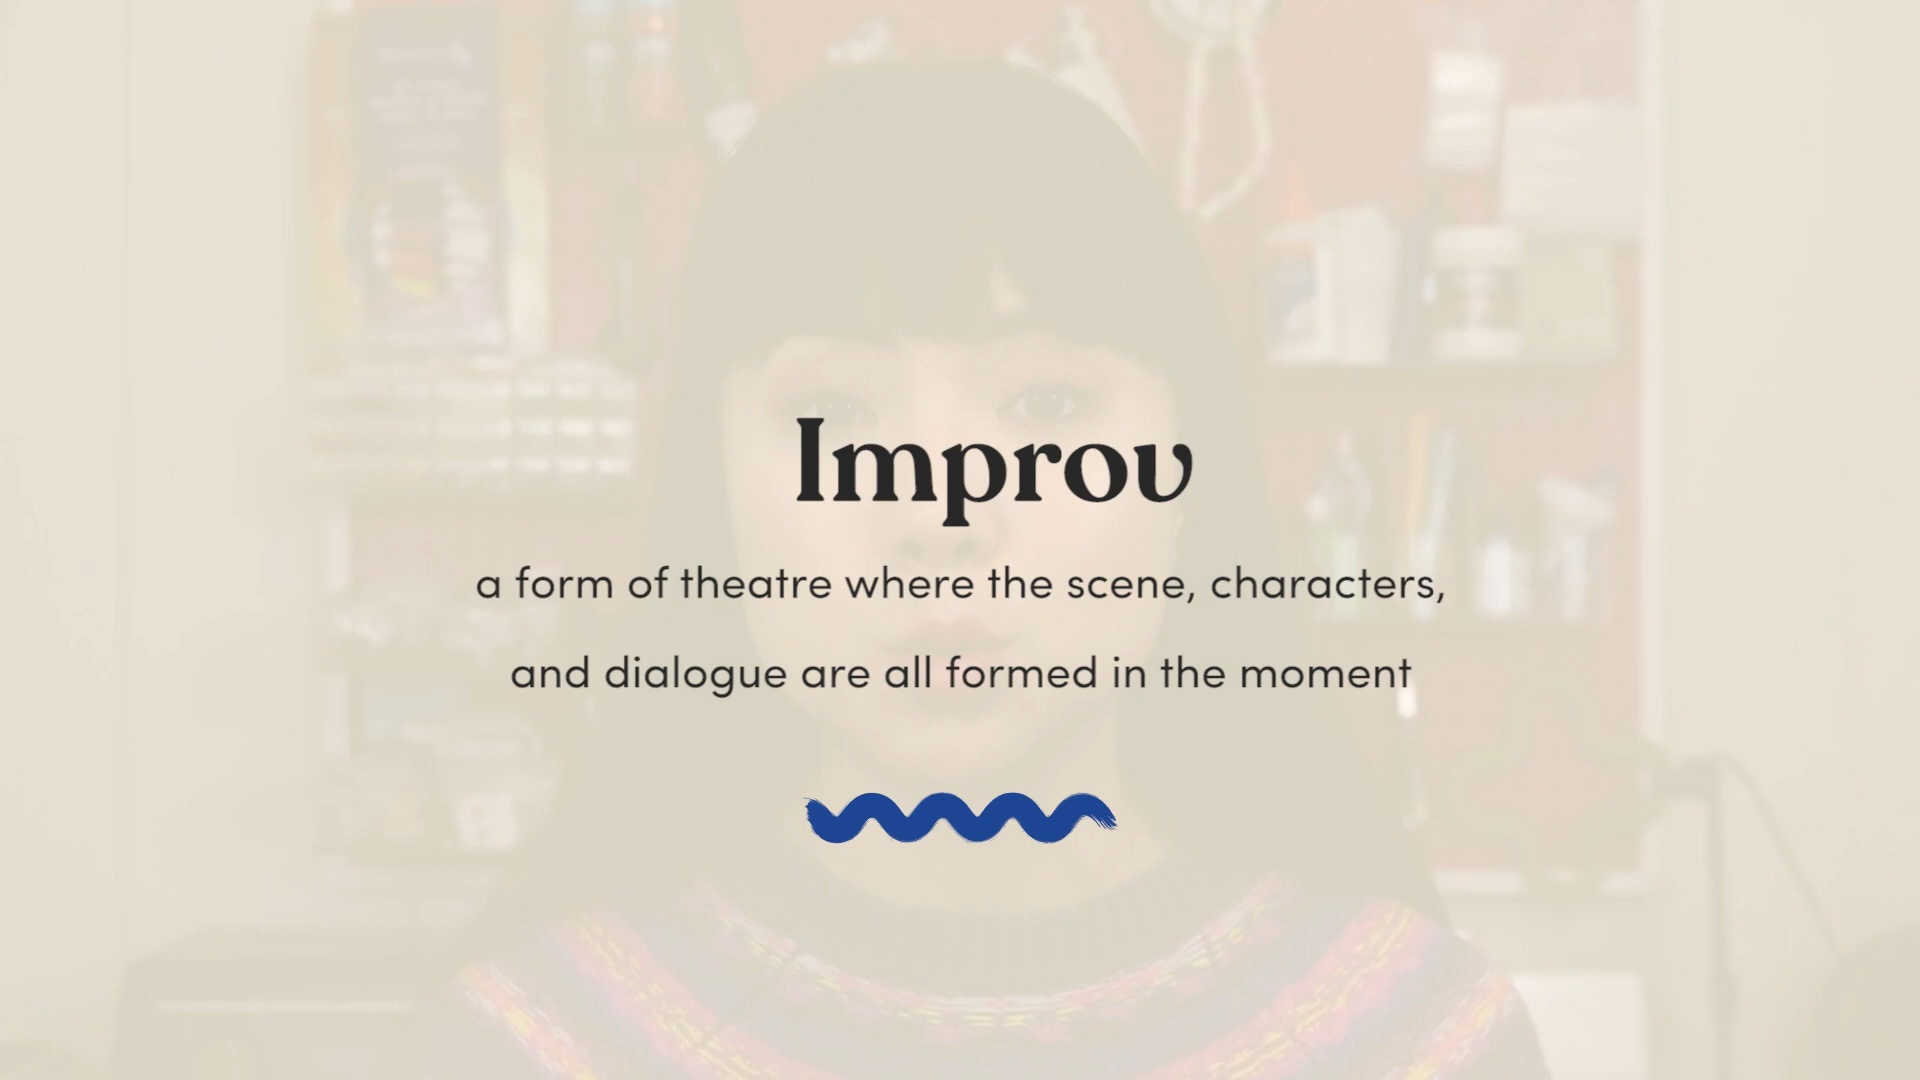 Improv
a form of theatre where the scene, characters,
and dialogue are all formed in the moment